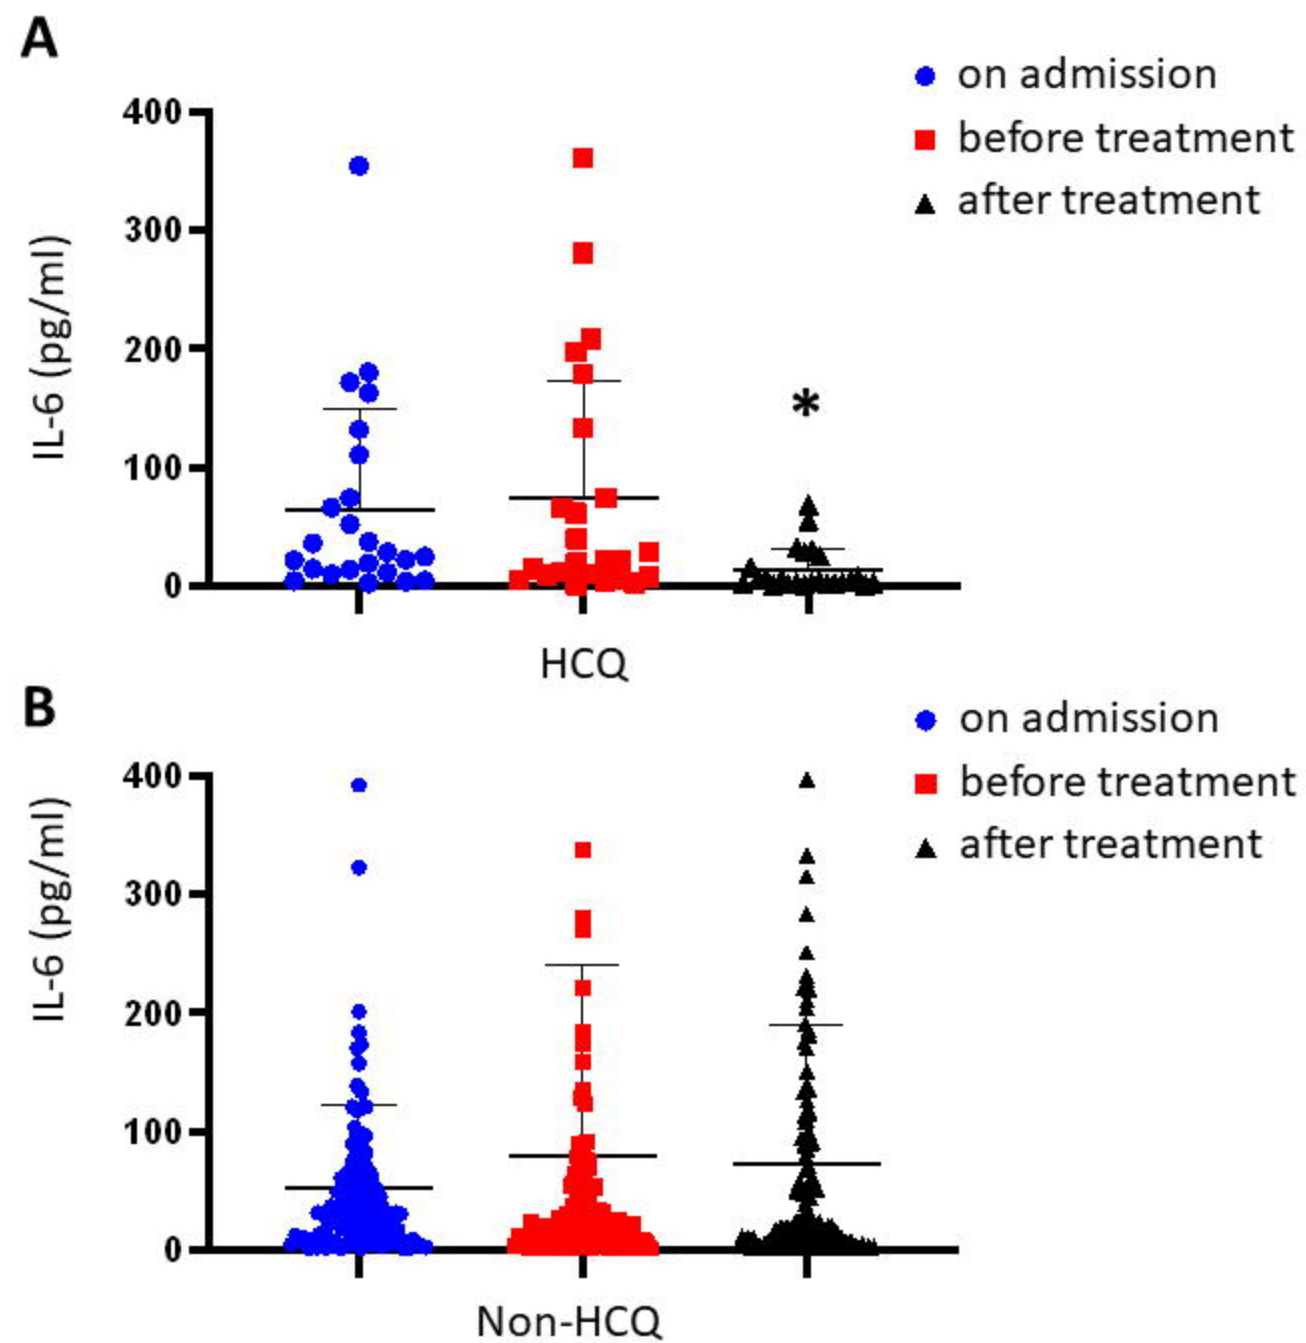 A
on admission
before treatment
after treatment
400
300
200
100
0
IL-6 (pg/ml)
*
HCQ
B
on admission
before treatment
after treatment
400
300
200
100
0
IL-6 (pg/ml)
Non-HCQ